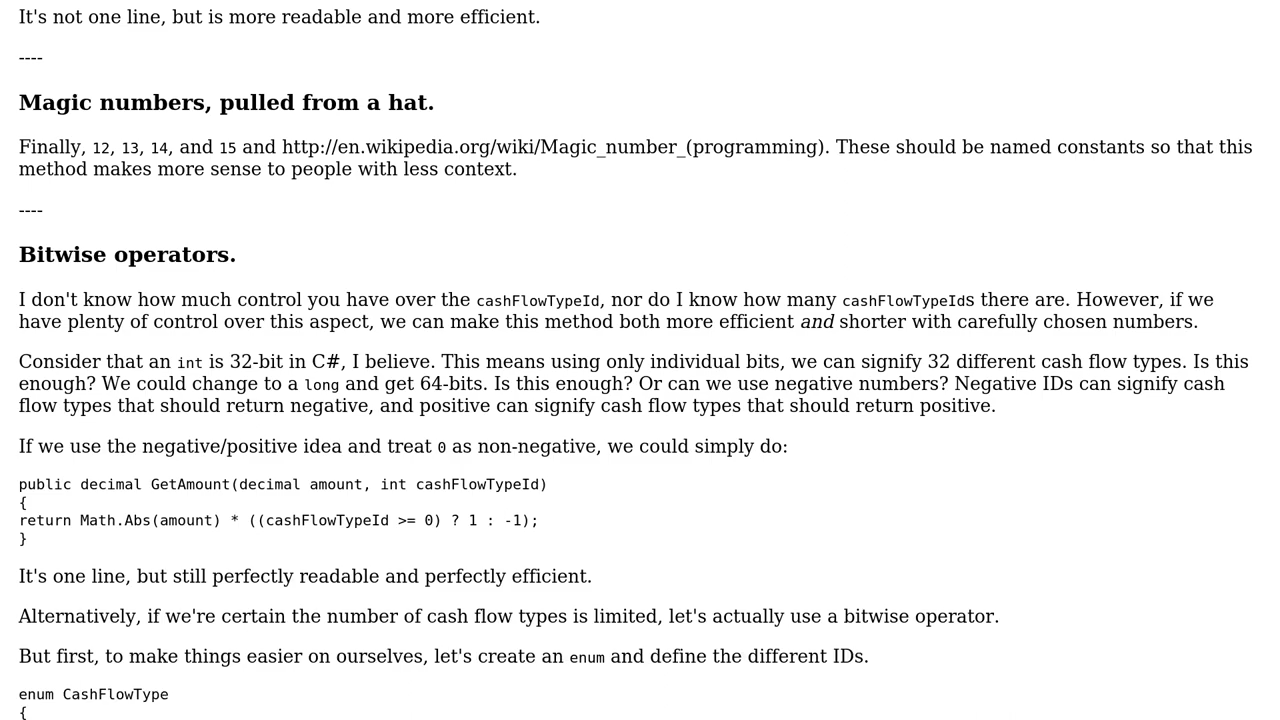 It's not one line, but is more readable and more efficient.
----
Magic numbers, pulled from a hat.
Finally, 12, 13, 14, and 15 and http://en.wikipedia.org/wiki/Magic_number_(programming). These should be named constants so that this
method makes more sense to people with less context.
----
Bitwise operators.
I don't know how much control you have over the cashFlowTypeId, nor do I know how many cashFlowTypeIds there are. However, if we
have plenty of control over this aspect, we can make this method both more efficient and shorter with carefully chosen numbers.
Consider that an int is 32-bit in C#, I believe. This means using only individual bits, we can signify 32 different cash flow types. Is this
enough? We could change to a long and get 64-bits. Is this enough? Or can we use negative numbers? Negative IDs can signify cash
flow types that should return negative, and positive can signify cash flow types that should return positive.
If we use the negative/positive idea and treat 0 as non-negative, we could simply do:
public decimal GetAmount(decimal amount, int cashFlowTypeId)
{
return Math.Abs(amount) * ((cashFlowTypeId >= 0) ? 1 : -1);
}
It's one line, but still perfectly readable and perfectly efficient.
Alternatively, if we're certain the number of cash flow types is limited, let's actually use a bitwise operator.
But first, to make things easier on ourselves, let's create an enum and define the different IDs.
enum CashFlowType
{